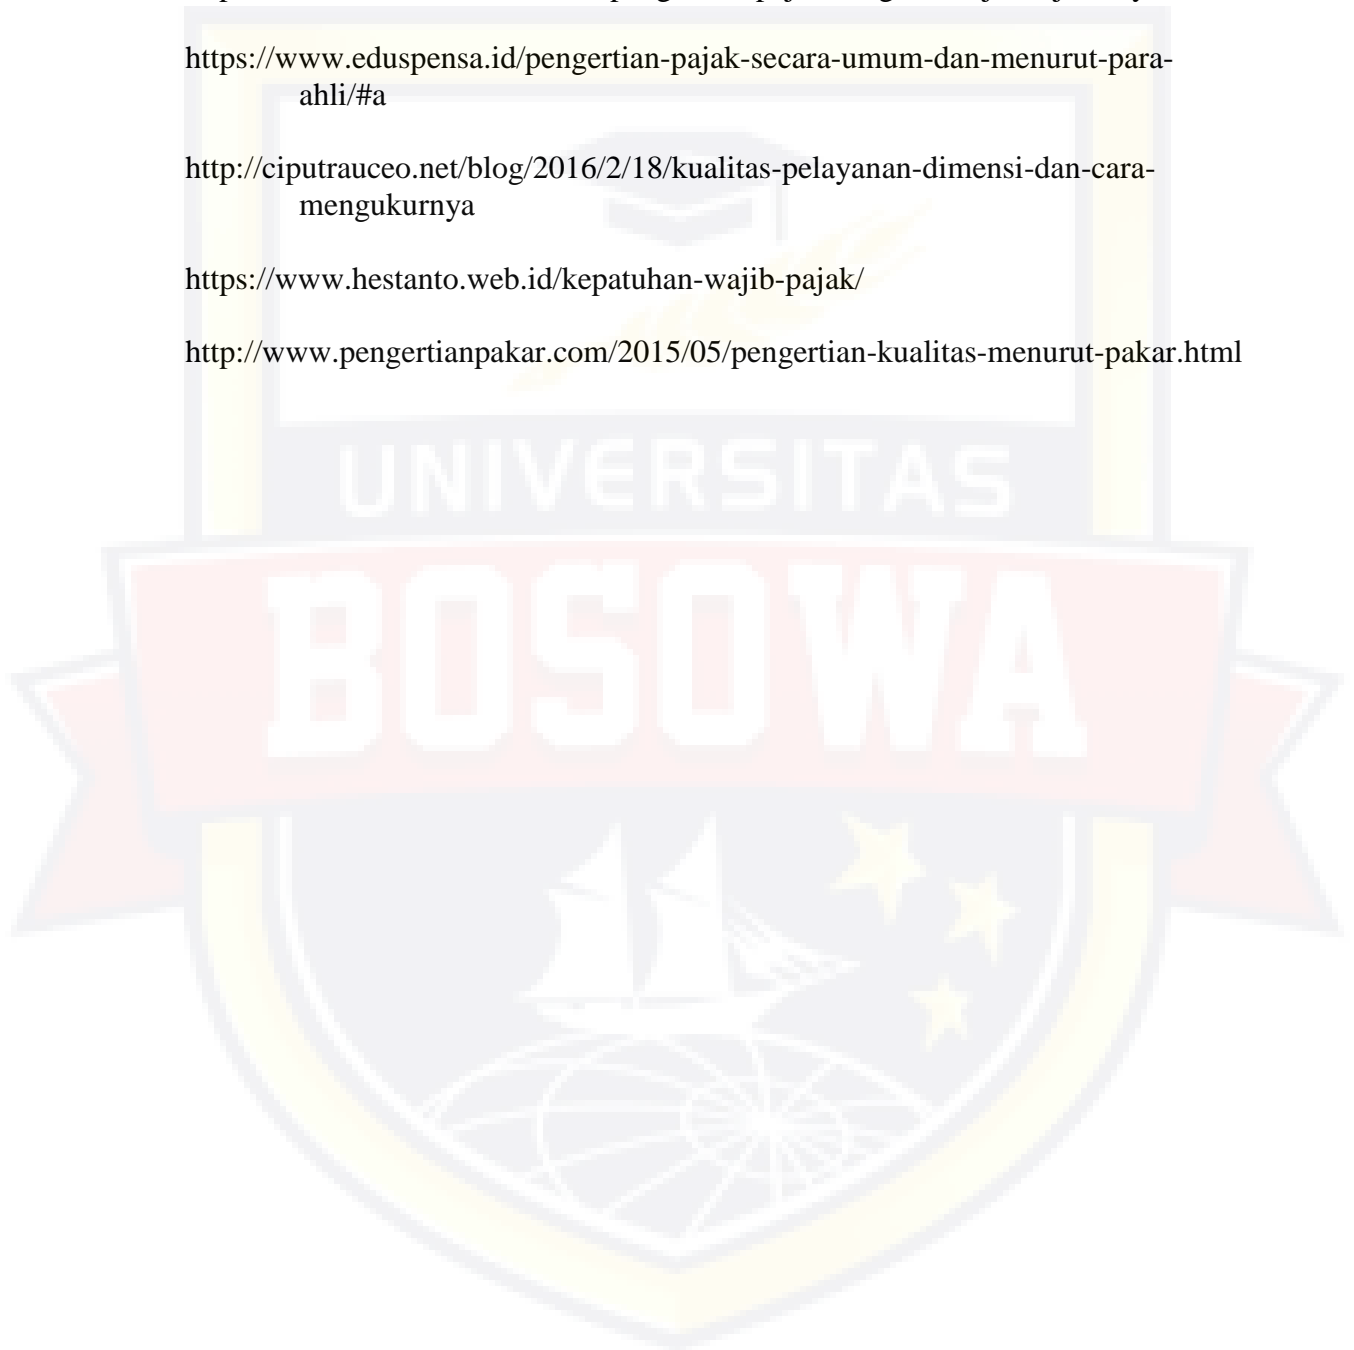 https://www.eduspensa.id/pengertian-pajak-secara-umum-dan-menurut-para-
ahli/#a
http://ciputrauceo.net/blog/2016/2/18/kualitas-pelayanan-dimensi-dan-cara-
mengukurnya
https://www.hestanto.web.id/kepatuhan-wajib-pajak/
http://www.pengertianpakar.com/2015/05/pengertian-kualitas-menurut-pakar.html
UNIVERSITAS
BOSOWA